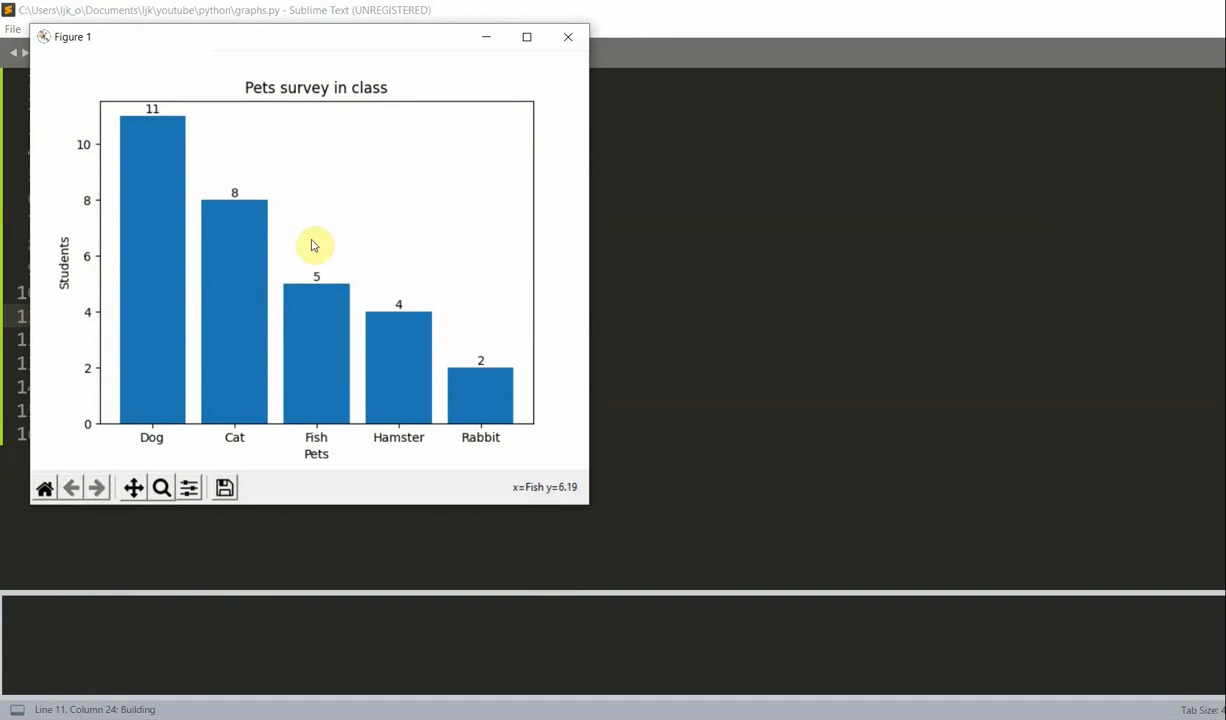 C:\Users\ljk_o\Documents\ljk\youtube\python\graphs.py - Sublime Text (UNREGISTERED)
File
Figure 1
Pets survey in class
11
10
8
8
6
5
4
4
2
2
0
Students
Dog Cat Fish Hamster Rabbit
Pets
x=Fish y=6.19
Line 11, Column 24: Building
Tab Size: 4